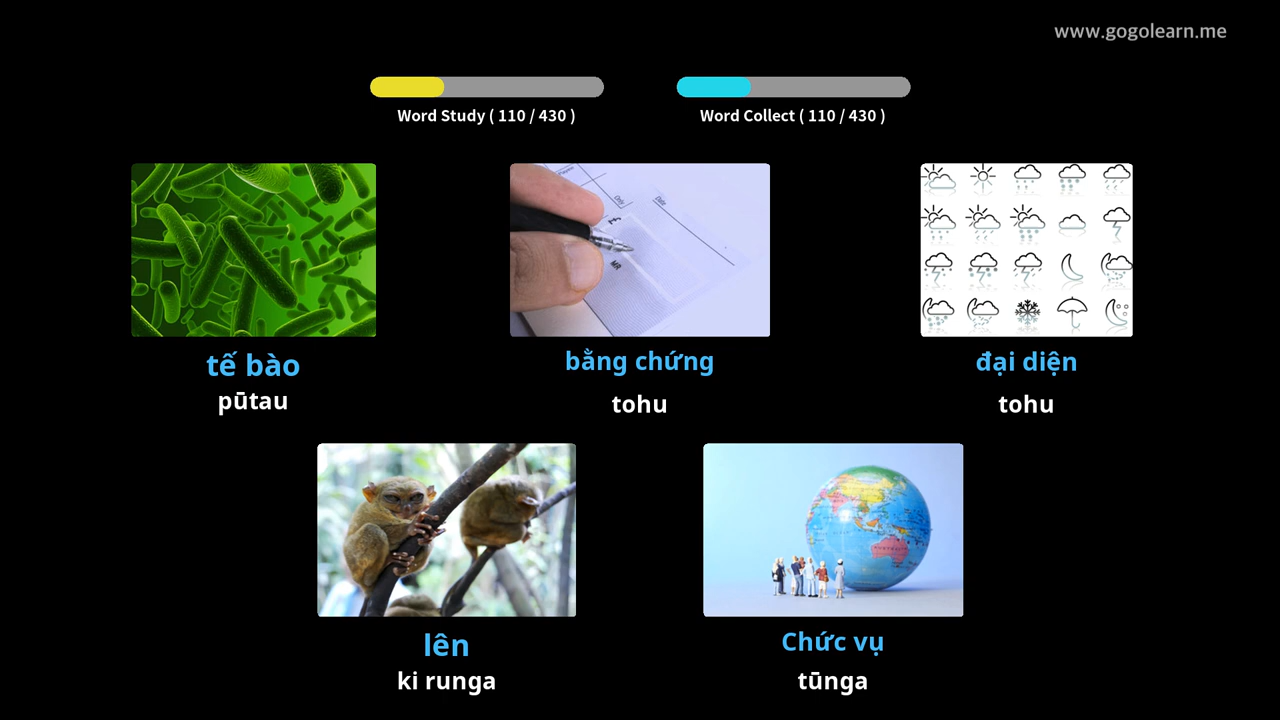 www.gogolearn.me
Word Study ( 110 / 430 )
Word Collect ( 110 / 430 )
tế bào
pūtau
bằng chứng
tohu
đại diện
tohu
lên
ki runga
Chức vụ
tūnga